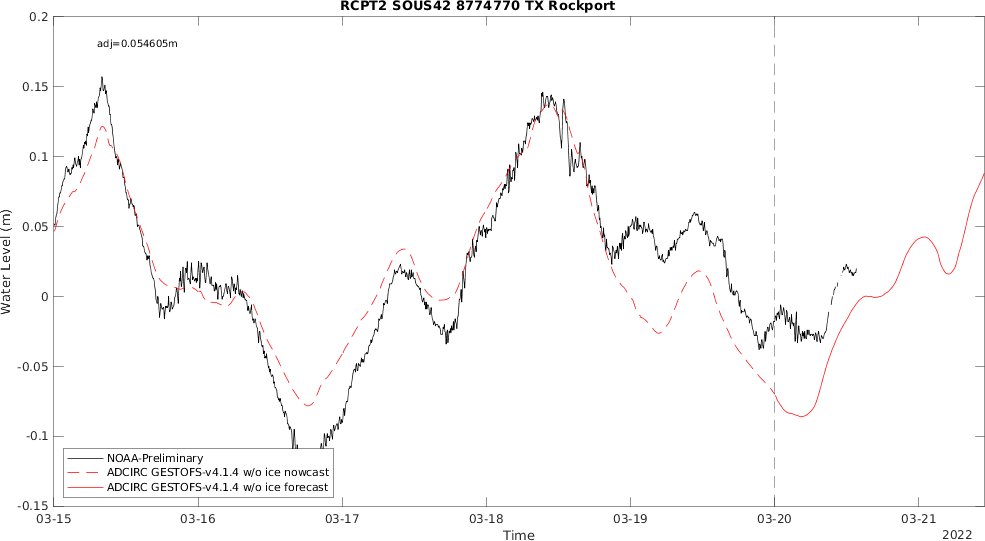 RCPT2 SOUS42 8774770 TX Rockport
adj=0.054605m
0.2
0.15
0.1
0.05
0
-0.05
-0.1
-0.15
Water Level (m)
NOAA-Preliminary
ADCIRC GESTOFS-v4.1.4 w/o ice nowcast
ADCIRC GESTOFS-v4.1.4 w/o ice forecast
03-15 03-16 03-17 03-18 03-19 03-20 03-21
Time
2022